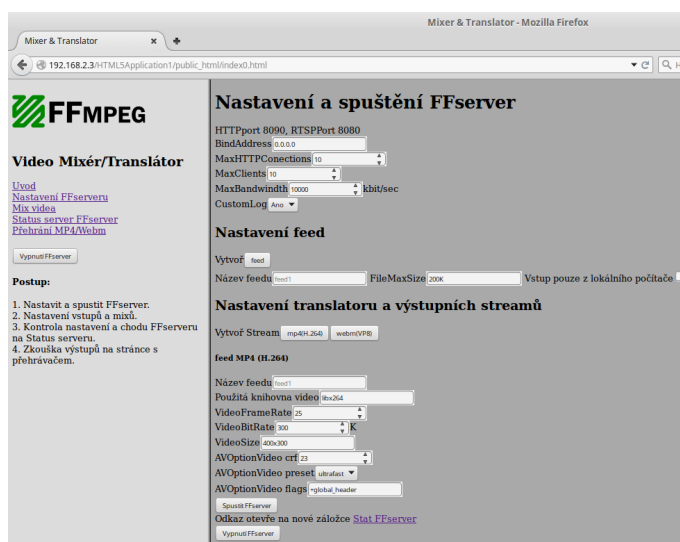 Mixer & Translator - Mozilla Firefox
Mixer & Translator
192.168.2.3/HTML5Application1/public_html/index0.html
FFMPEG
Video Mixér/Translátor
Uvod
Nastavení FFserveru
Mix videa
Status server FFserver
Přehrání MP4/Webm
Vypnutí FFserver
Postup:
1. Nastavit a spustit FFserver.
2. Nastavení vstupů a mixů.
3. Kontrola nastavení a chodu FFserveru
na Status serveru.
4. Zkouška výstupů na stránce s
přehrávačem.
Nastavení a spuštění FFserver
HTTPport 8090, RTSPPort 8080
BindAddress 0.0.0.0
MaxHTTPConections 10
MaxClients 10
MaxBandwindth 10000 kbit/sec
CustomLog Ano
Nastavení feed
Vytvoř feed
Název feedu feed1 FileMaxSize 200K Vstup pouze z lokálního počítače
Nastavení translatoru a výstupních streamů
Vytvoř Stream mp4(H.264) webm(VP8)
feed MP4 (H.264)
Název feedu feed1
Použitá knihovna video libx264
VideoFrameRate 25
VideoBitRate 300 K
VideoSize 400x300
AVOptionVideo crf 23
AVOptionVideo preset ultrafast
AVOptionVideo flags +global_header
Spustit FFserver
Odkaz otevře na nové záložce Stat FFserver
Vypnutí FFserver